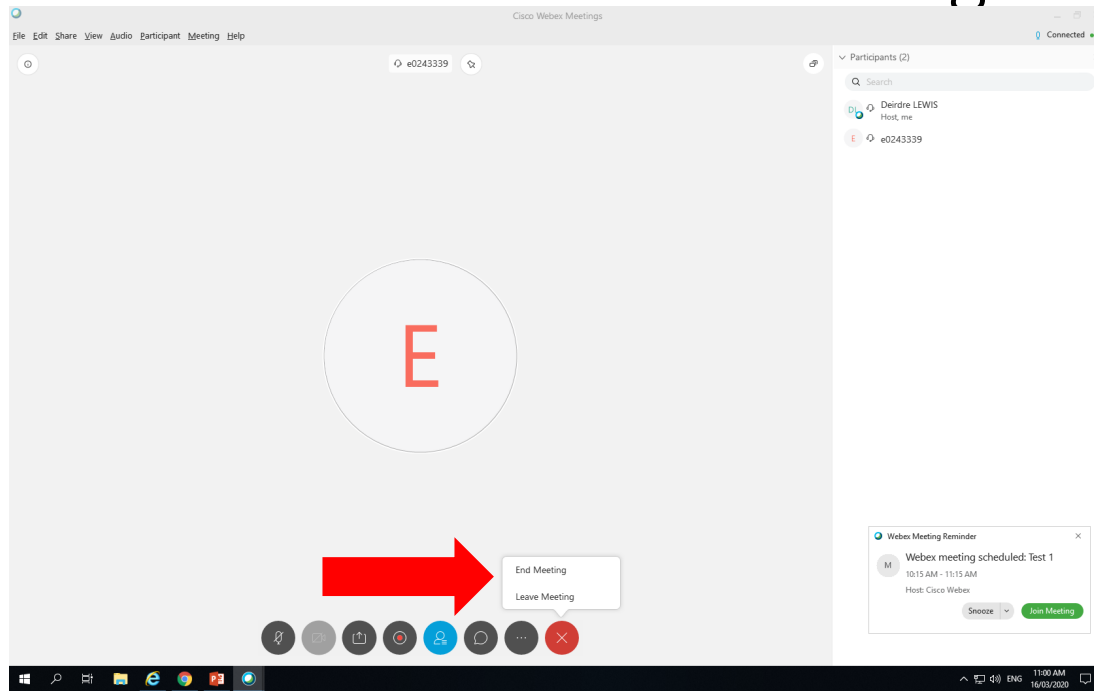 Cisco Webex Meetings
File Edit Share View Audio Participant Meeting Help
Connected
e0243339
Participants (2)
Search
DL
Deirdre LEWIS
Host, me
E
e0243339
E
End Meeting
Leave Meeting
Webex Meeting Reminder
M
Webex meeting scheduled: Test 1
10:15 AM - 11:15 AM
Host: Cisco Webex
Snooze
Join Meeting
ENG
11:00 AM
16/03/2020